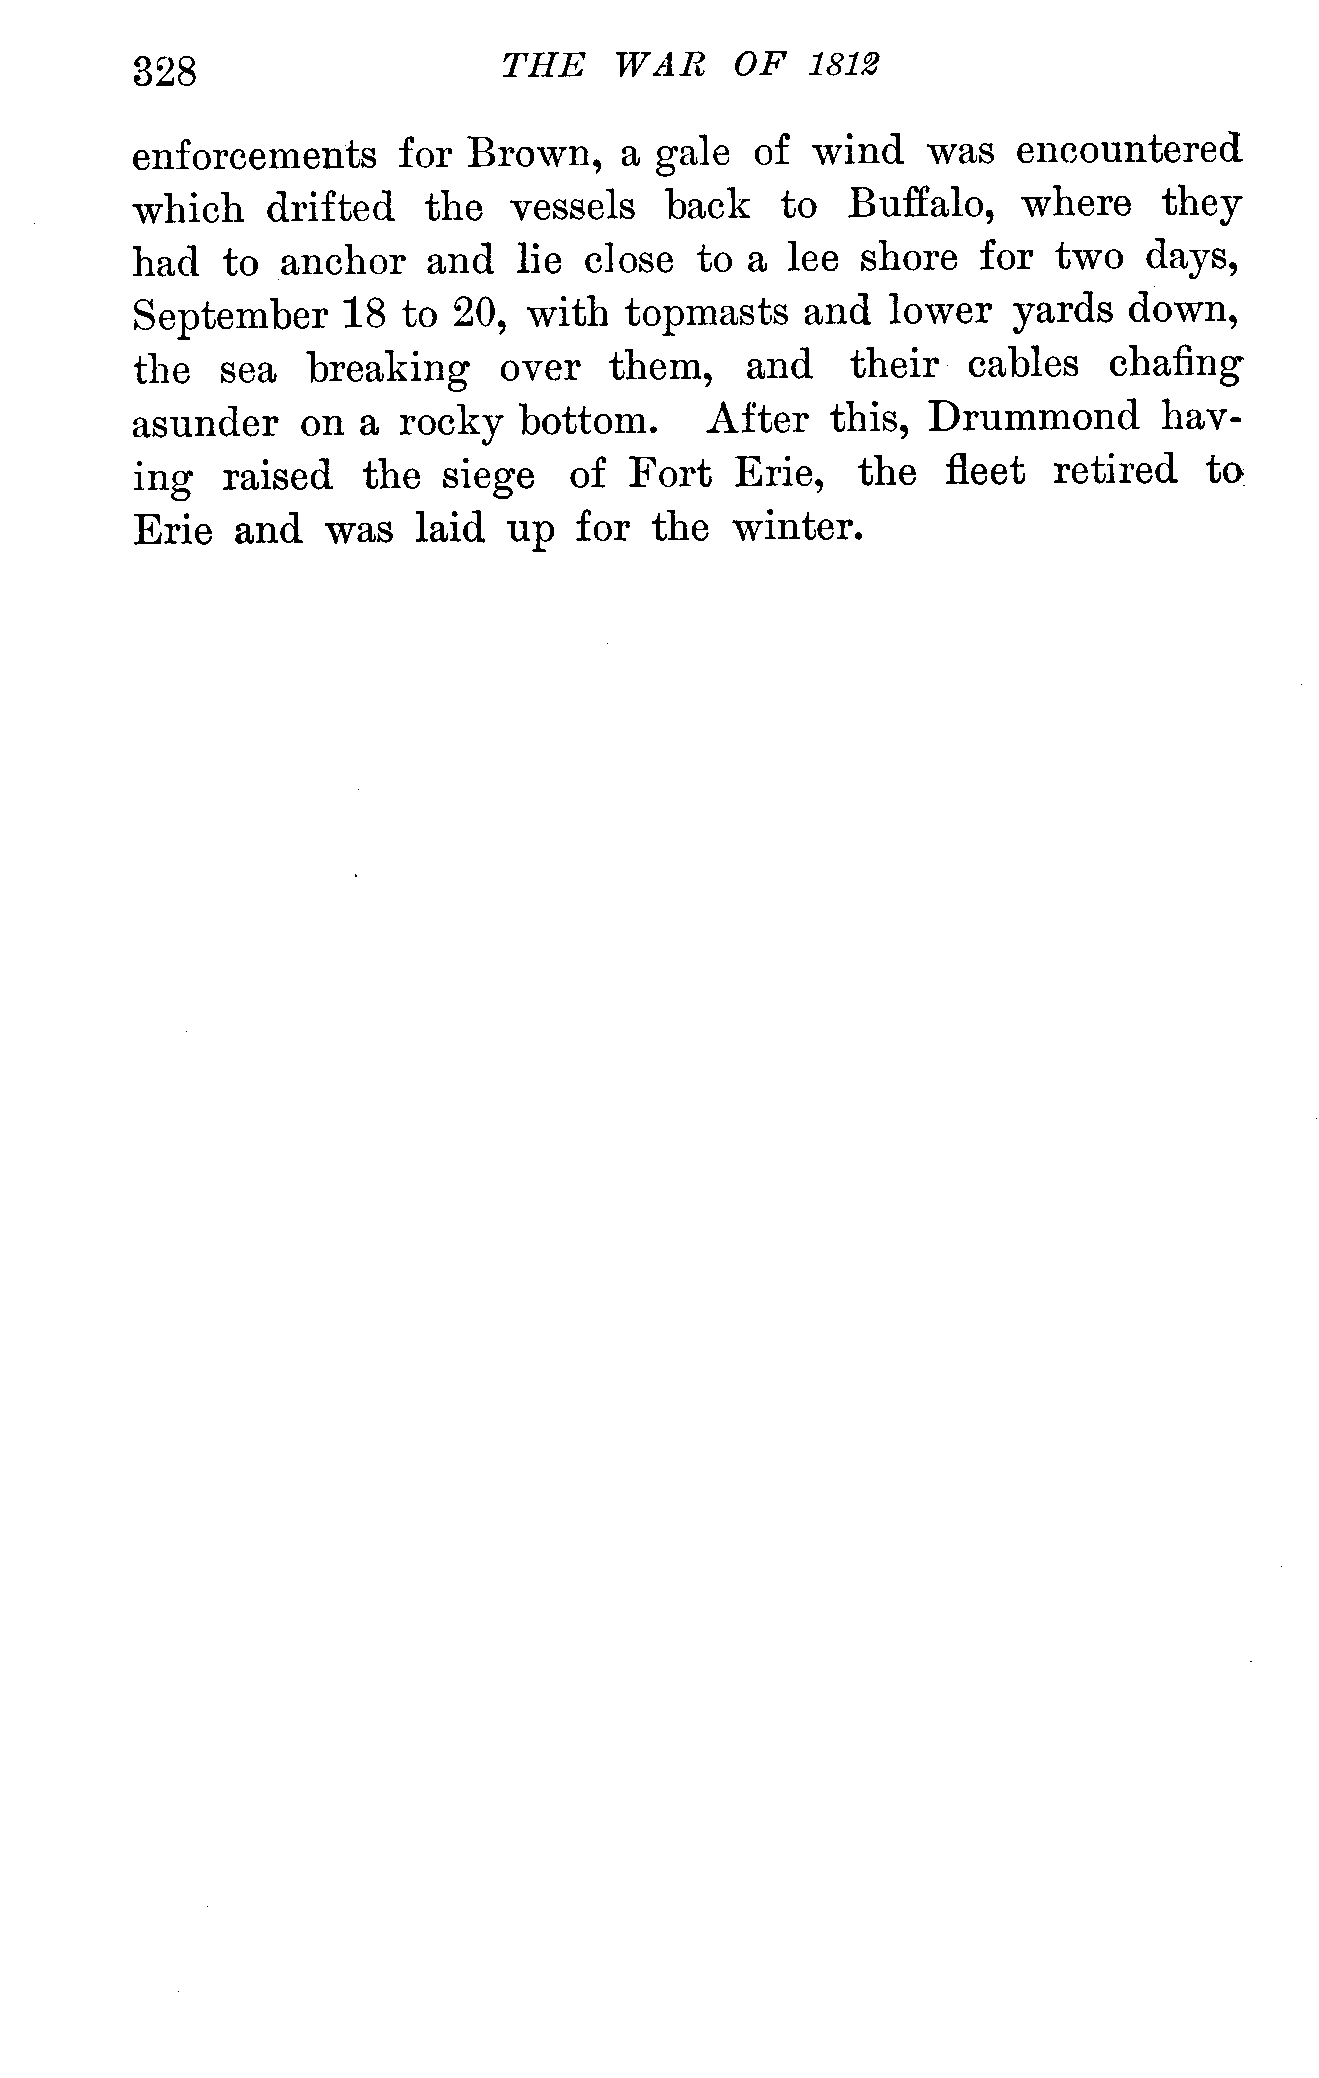 328 THE WAR OF 1812
enforcements for Brown, a gale of wind was encountered
which drifted the vessels back to Buffalo, where they
had to anchor and lie close to a lee shore for two days,
September 18 to 20, with topmasts and lower yards down,
the sea breaking over them, and their cables chafing
asunder on a rocky bottom. After this, Drummond hav-
ing raised the siege of Fort Erie, the fleet retired to
Erie and was laid up for the winter.